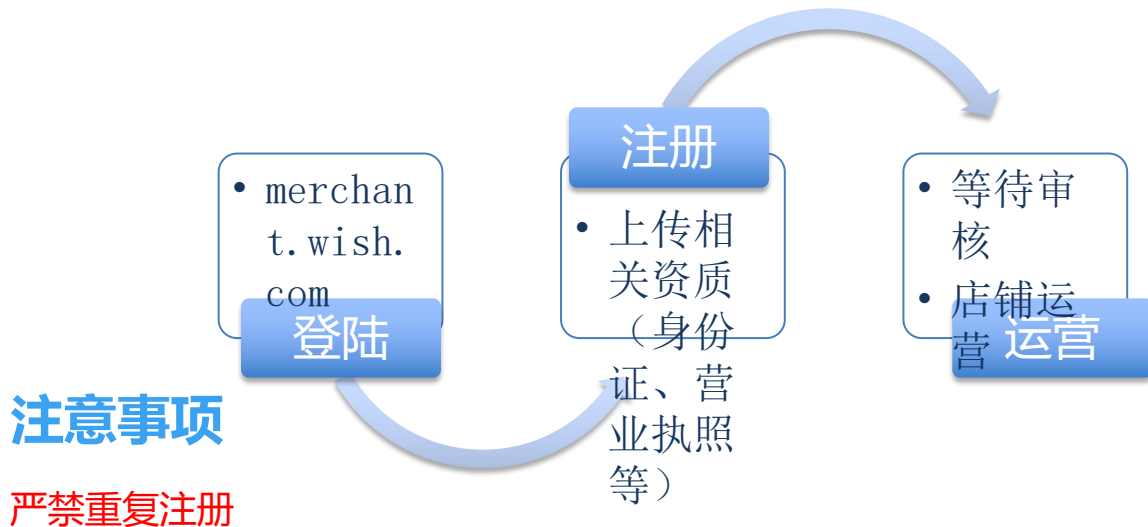 • merchan
t.wish.
com
登陆
注册
• 上传相
关资质
（身份
证、营
业执照
等）
• 等待审
核
• 店铺运
营
运营
注意事项
严禁重复注册